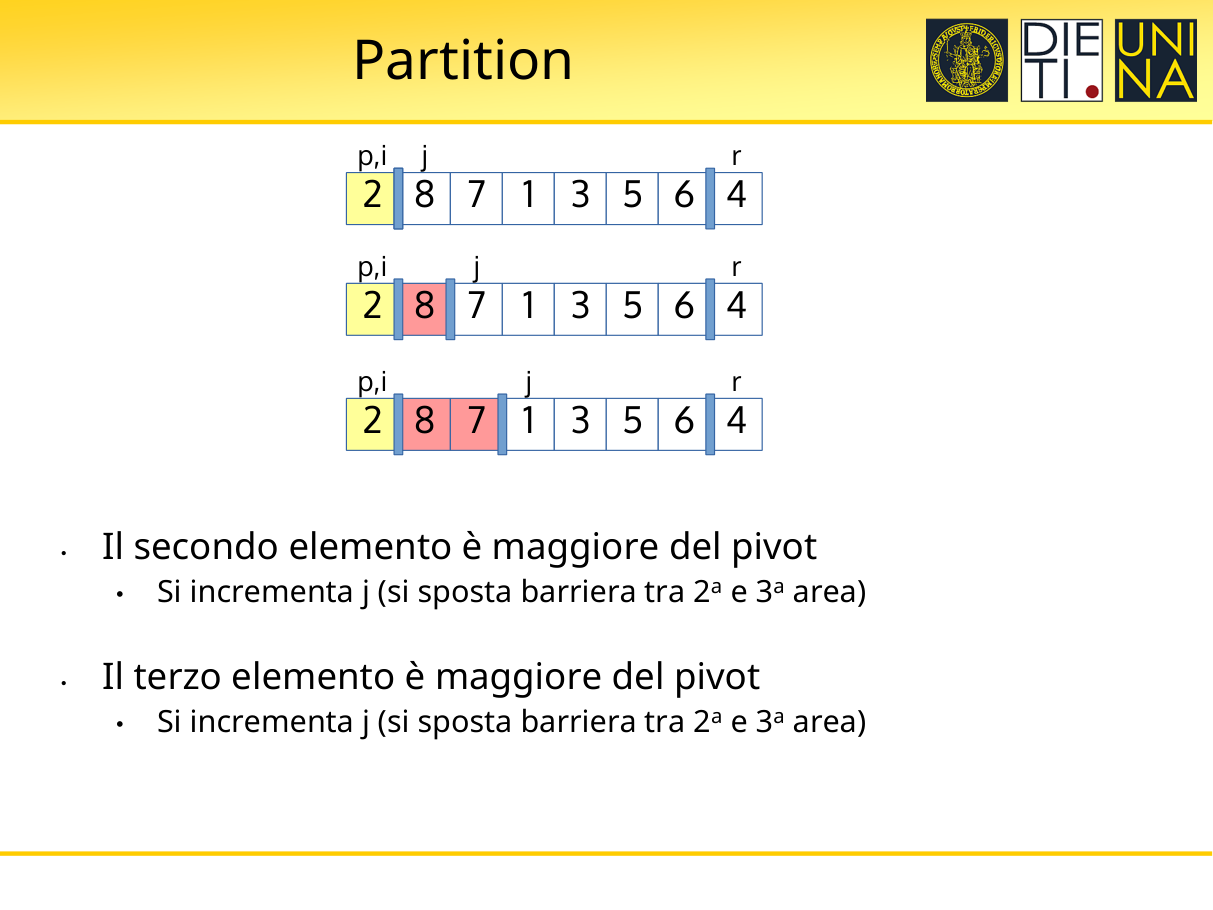 Partition
DIE
TI.
UNI
NA
p,i j r
2 8 7 1 3 5 6 4
p,i j r
2 8 7 1 3 5 6 4
p,i j r
2 8 7 1 3 5 6 4
• Il secondo elemento è maggiore del pivot
• Si incrementa j (si sposta barriera tra 2ª e 3ª area)
• Il terzo elemento è maggiore del pivot
• Si incrementa j (si sposta barriera tra 2ª e 3ª area)